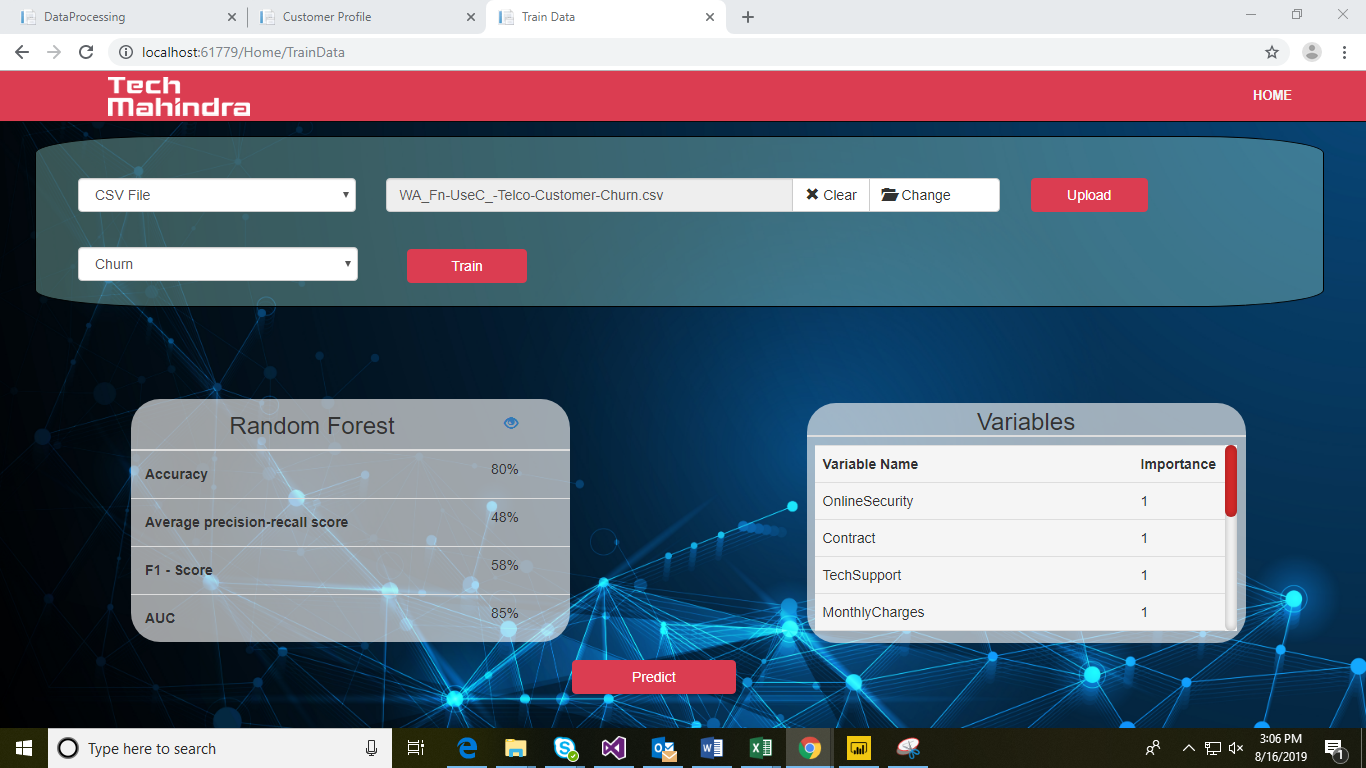 DataProcessing
Customer Profile
Train Data
localhost:61779/Home/TrainData
Tech
Mahindra
HOME
CSV File
WA_Fn-UseC_-Telco-Customer-Churn.csv
Clear
Change
Upload
Churn
Train
Random Forest
Accuracy 80%
Average precision-recall score 48%
F1 - Score 58%
AUC 85%
Variables
Variable Name Importance
OnlineSecurity 1
Contract 1
TechSupport 1
MonthlyCharges 1
Predict
Type here to search
3:06 PM
8/16/2019
1